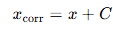 x_corr = x + C